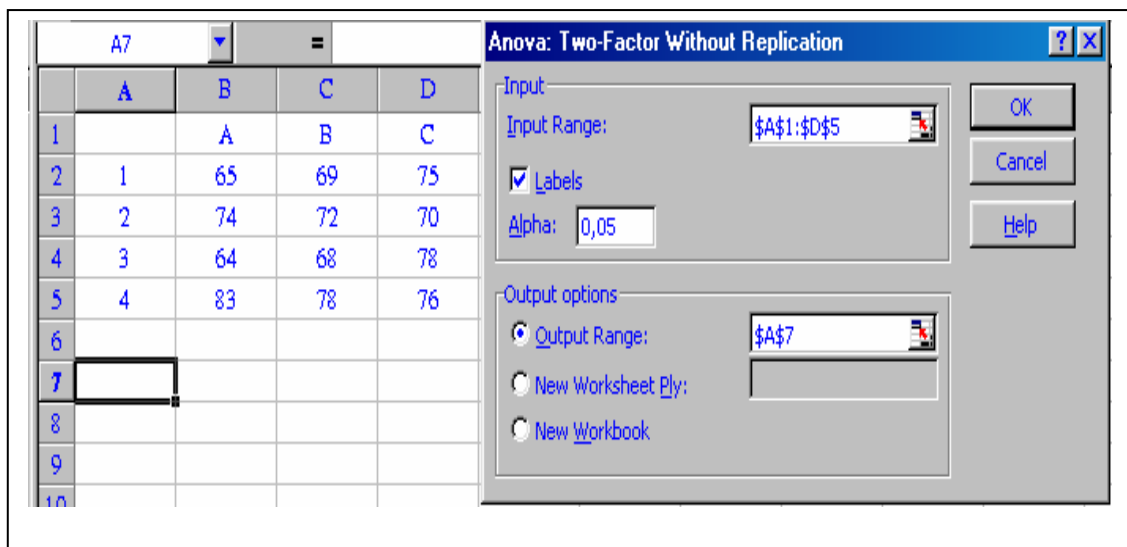 A7 =
A B C D
1 A B C
2 1 65 69 75
3 2 74 72 70
4 3 64 68 78
5 4 83 78 76
6
7
8
9
10
Anova: Two-Factor Without Replication ? X
Input
Input Range: $A$1:$D$5
Labels
Alpha: 0,05
Output options
Output Range: $A$7
New Worksheet Ply:
New Workbook
OK
Cancel
Help